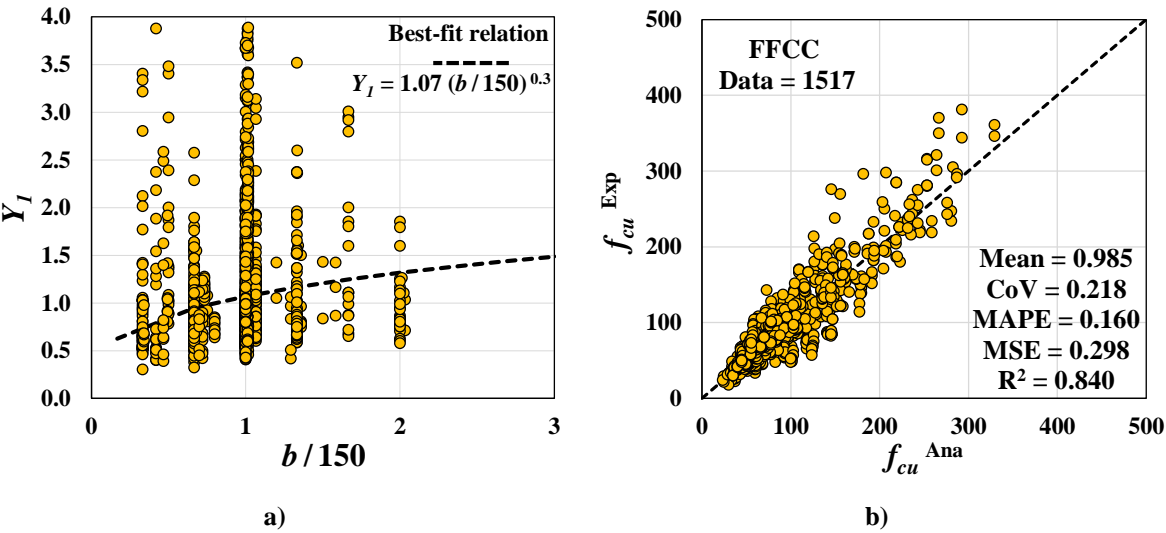 4.0
3.5
3.0
2.5
2.0
1.5
1.0
0.5
0.0
Y1
Best-fit relation
Y1 = 1.07 (b / 150) 0.3
0 1 2 3
b / 150
a)
500
400
300
200
100
0
fcu Exp
FFCC
Data = 1517
Mean = 0.985
CoV = 0.218
MAPE = 0.160
MSE = 0.298
R2 = 0.840
0 100 200 300 400 500
fcu Ana
b)